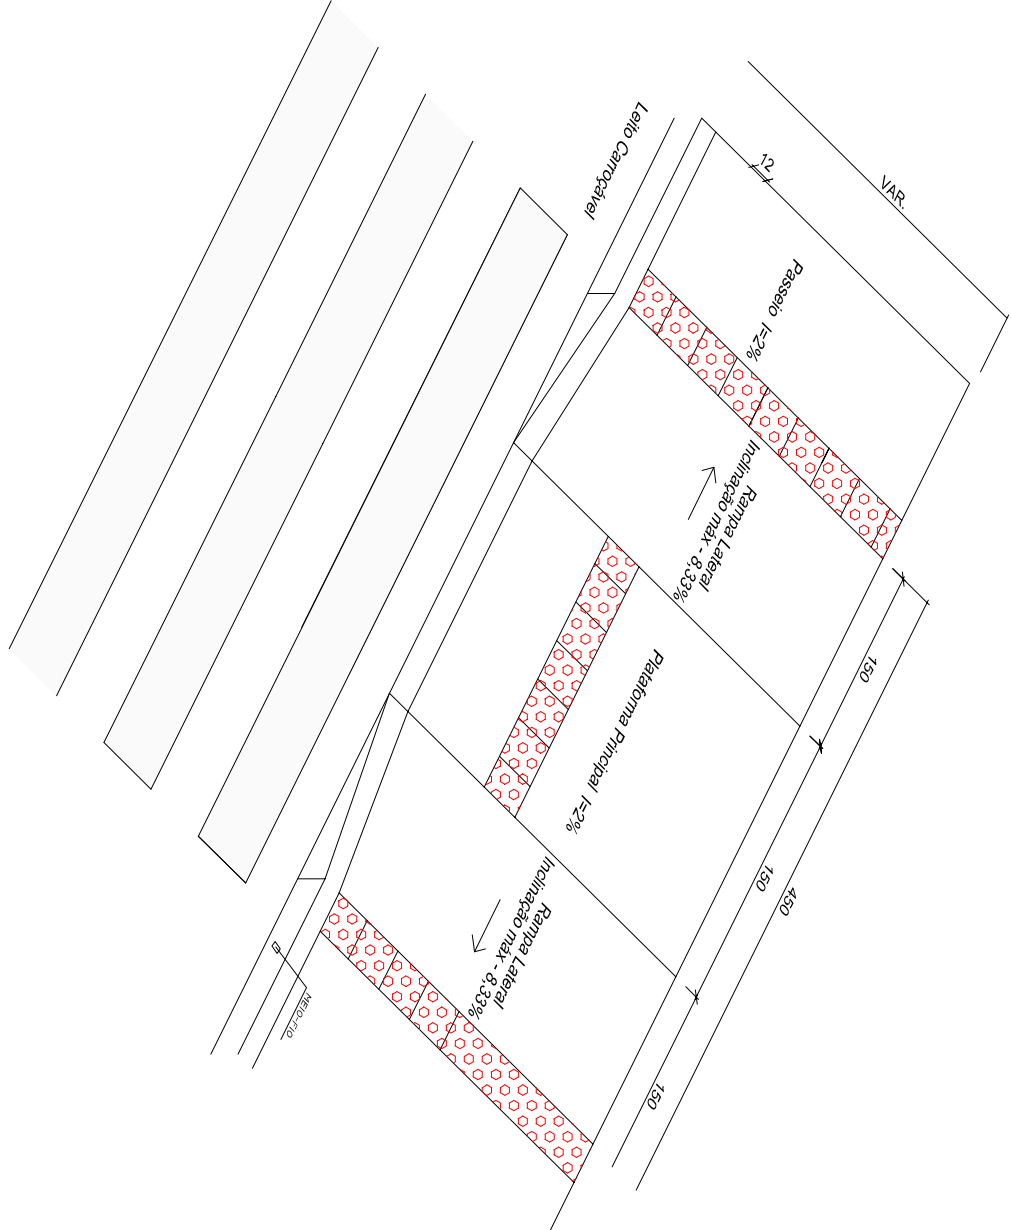 Leito Carroçável
12
VAR.
Passeio I=2%
Rampa Lateral
Inclinação máx - 8,33%
150
Plataforma Principal I=2%
150
450
Rampa Lateral
Inclinação máx - 8,33%
MEIO-FIO
150